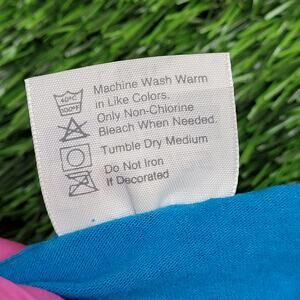 40°C
100°F
Machine Wash Warm
in Like Colors.
Only Non-Chlorine
Bleach When Needed.
Tumble Dry Medium
Do Not Iron
If Decorated